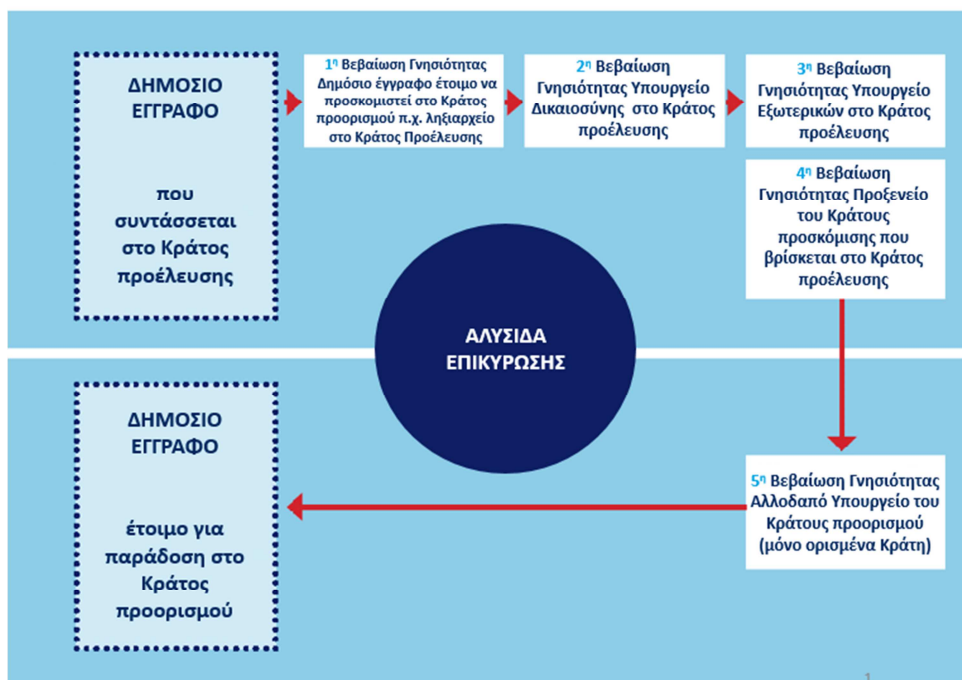 ΔΗΜΟΣΙΟ
ΕΓΓΡΑΦΟ
που
συντάσσεται
στο Κράτος
προέλευσης
1η Βεβαίωση Γνησιότητας
Δημόσιο έγγραφο έτοιμο να
προσκομιστεί στο Κράτος
προορισμού π.χ. ληξιαρχείο
στο Κράτος Προέλευσης
2η Βεβαίωση
Γνησιότητας Υπουργείο
Δικαιοσύνης στο Κράτος
προέλευσης
3η Βεβαίωση
Γνησιότητας Υπουργείο
Εξωτερικών στο Κράτος
προέλευσης
4η Βεβαίωση
Γνησιότητας Προξενείο
του Κράτους
προσκόμισης που
βρίσκεται στο Κράτος
προέλευσης
ΑΛΥΣΙΔΑ
ΕΠΙΚΥΡΩΣΗΣ
5η Βεβαίωση Γνησιότητας
Αλλοδαπό Υπουργείο του
Κράτους προορισμού
(μόνο ορισμένα Κράτη)
ΔΗΜΟΣΙΟ
ΕΓΓΡΑΦΟ
έτοιμο για
παράδοση στο
Κράτος
προορισμού
1